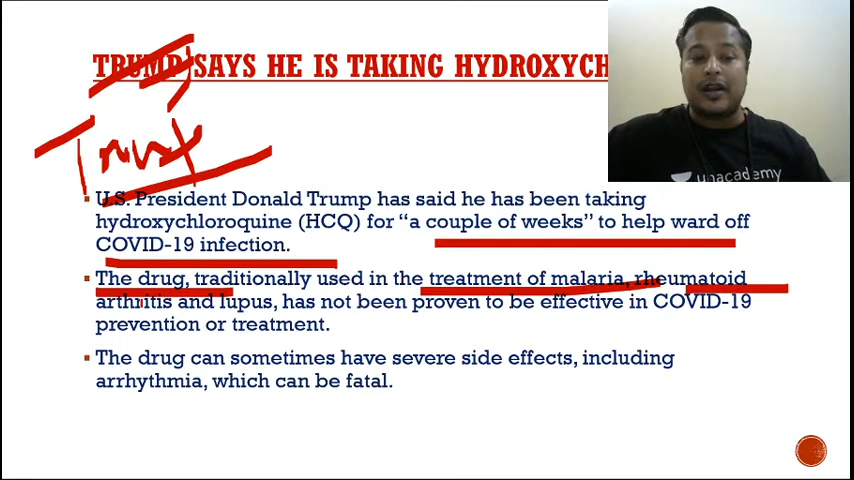 TRUMP SAYS HE IS TAKING HYDROXYCH
Trump
unacademy
U.S. President Donald Trump has said he has been taking
hydroxychloroquine (HCQ) for “a couple of weeks” to help ward off
COVID-19 infection.
The drug, traditionally used in the treatment of malaria, rheumatoid
arthritis and lupus, has not been proven to be effective in COVID-19
prevention or treatment.
The drug can sometimes have severe side effects, including
arrhythmia, which can be fatal.